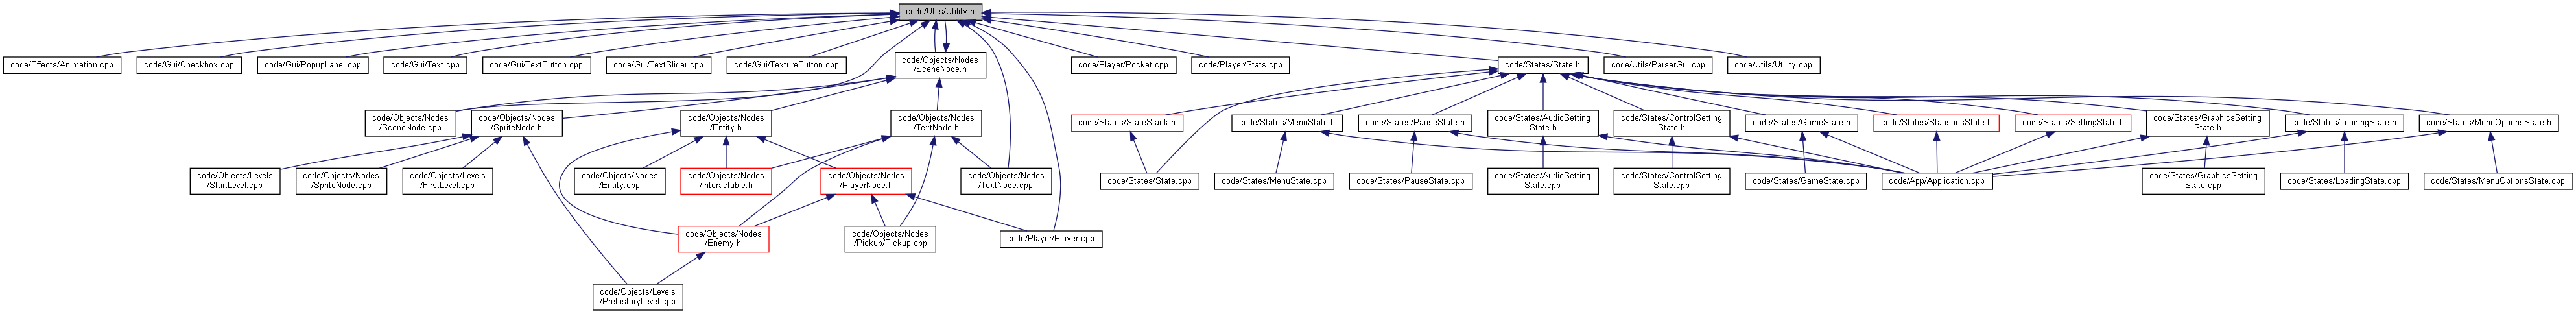 code/Utils/Utility.h
code/Effects/Animation.cpp
code/Gui/Checkbox.cpp
code/Gui/PopupLabel.cpp
code/Gui/Text.cpp
code/Gui/TextButton.cpp
code/Gui/TextSlider.cpp
code/Gui/TextureButton.cpp
code/Objects/Nodes
/SceneNode.h
code/Player/Pocket.cpp
code/Player/Stats.cpp
code/States/State.h
code/Utils/ParserGui.cpp
code/Utils/Utility.cpp
code/Objects/Nodes
/SceneNode.cpp
code/Objects/Nodes
/SpriteNode.h
code/Objects/Nodes
/Entity.h
code/Objects/Nodes
/TextNode.h
code/States/StateStack.h
code/States/MenuState.h
code/States/PauseState.h
code/States/AudioSetting
State.h
code/States/ControlSetting
State.h
code/States/GameState.h
code/States/StatisticsState.h
code/States/SettingState.h
code/States/GraphicsSetting
State.h
code/States/LoadingState.h
code/States/MenuOptionsState.h
code/Objects/Levels
/StartLevel.cpp
code/Objects/Nodes
/SpriteNode.cpp
code/Objects/Levels
/FirstLevel.cpp
code/Objects/Nodes
/Entity.cpp
code/Objects/Nodes
/Interactable.h
code/Objects/Nodes
/PlayerNode.h
code/Objects/Nodes
/TextNode.cpp
code/States/State.cpp
code/States/MenuState.cpp
code/States/PauseState.cpp
code/States/AudioSetting
State.cpp
code/States/ControlSetting
State.cpp
code/States/GameState.cpp
code/App/Application.cpp
code/States/GraphicsSetting
State.cpp
code/States/LoadingState.cpp
code/States/MenuOptionsState.cpp
code/Objects/Nodes
/Enemy.h
code/Objects/Nodes
/Pickup/Pickup.cpp
code/Player/Player.cpp
code/Objects/Levels
/PrehistoryLevel.cpp